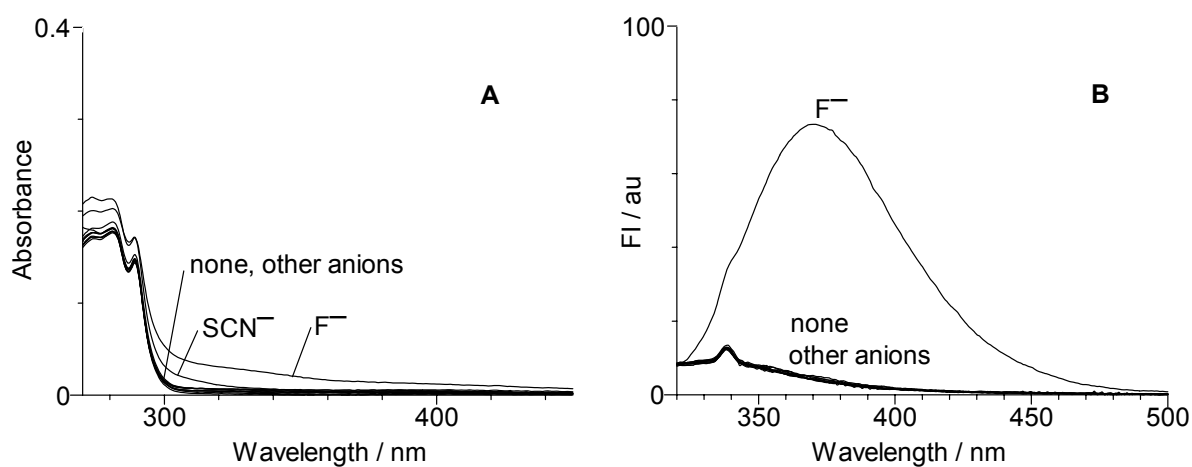 0.4
A
Absorbance
none, other anions
SCN⁻
F⁻
0
300
400
Wavelength / nm
100
B
F⁻
FI / au
none
other anions
0
350
400
450
500
Wavelength / nm